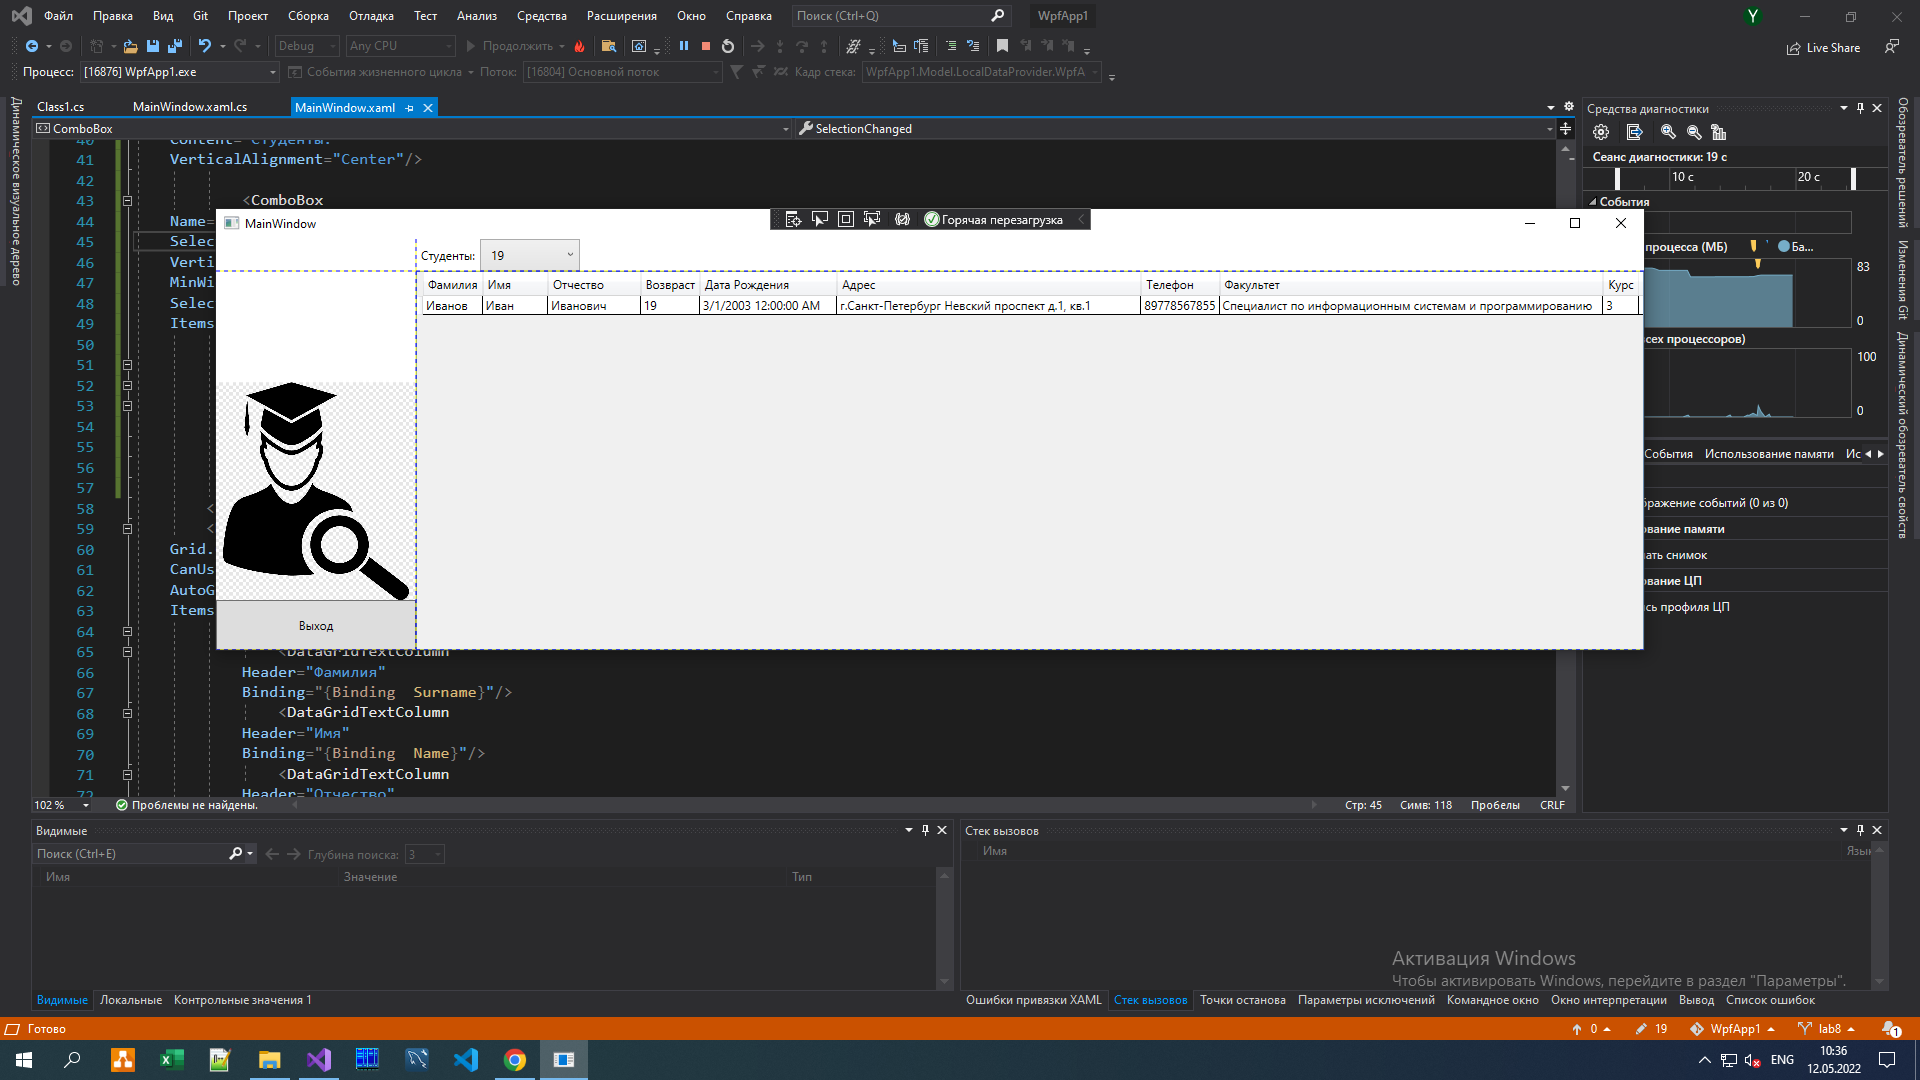 Файл Правка Вид Git Проект Сборка Отладка Тест Анализ Средства Расширения Окно Справка Поиск (Ctrl+Q) WpfApp1 Y
Debug Any CPU Продолжить Live Share
Процесс: [16876] WpfApp1.exe События жизненного цикла Поток: [16804] Основной поток Кадр стека: WpfApp1.Model.LocalDataProvider.WpfA
Динамическое визуальное дерево
Class1.cs MainWindow.xaml.cs MainWindow.xaml
ComboBox SelectionChanged
40 Content="Студенты:
41 VerticalAlignment="Center"/>
42
43 <ComboBox
44 Name=
45 Selec
46 Verti
47 MinWi
48 Selec
49 Items
50
51
52
53
54
55
56
57
58 <
59 <
60 Grid.
61 CanUs
62 AutoG
63 Items
64
65 <DataGridTextColumn
66 Header="Фамилия"
67 Binding="{Binding Surname}"/>
68 <DataGridTextColumn
69 Header="Имя"
70 Binding="{Binding Name}"/>
71 <DataGridTextColumn
72 Header="Отчество"
102 % Проблемы не найдены. Стр: 45 Симв: 118 Пробелы CRLF
MainWindow
Горячая перезагрузка
Студенты: 19
Фамилия Имя Отчество Возвраст Дата Рождения Адрес Телефон Факультет Курс
Иванов Иван Иванович 19 3/1/2003 12:00:00 AM г.Санкт-Петербург Невский проспект д.1, кв.1 89778567855 Специалист по информационным системам и программированию 3
Выход
Средства диагностики
Сеанс диагностики: 19 с
10 с 20 с
События
процесса (МБ) Ба...
83 0
всех процессоров)
100 0
События Использование памяти Ис
бражение событий (0 из 0)
вание памяти
ать снимок
вание ЦП
сь профиля ЦП
Обозреватель решений
Изменения Git
Динамический обозреватель свойств
Видимые
Поиск (Ctrl+E) Глубина поиска: 3
Имя Значение Тип
Видимые Локальные Контрольные значения 1
Стек вызовов
Имя Язык
Активация Windows
Чтобы активировать Windows, перейдите в раздел "Параметры".
Ошибки привязки XAML Стек вызовов Точки останова Параметры исключений Командное окно Окно интерпретации Вывод Список ошибок
Готово 0 19 WpfApp1 lab8 1
ENG 10:36
12.05.2022